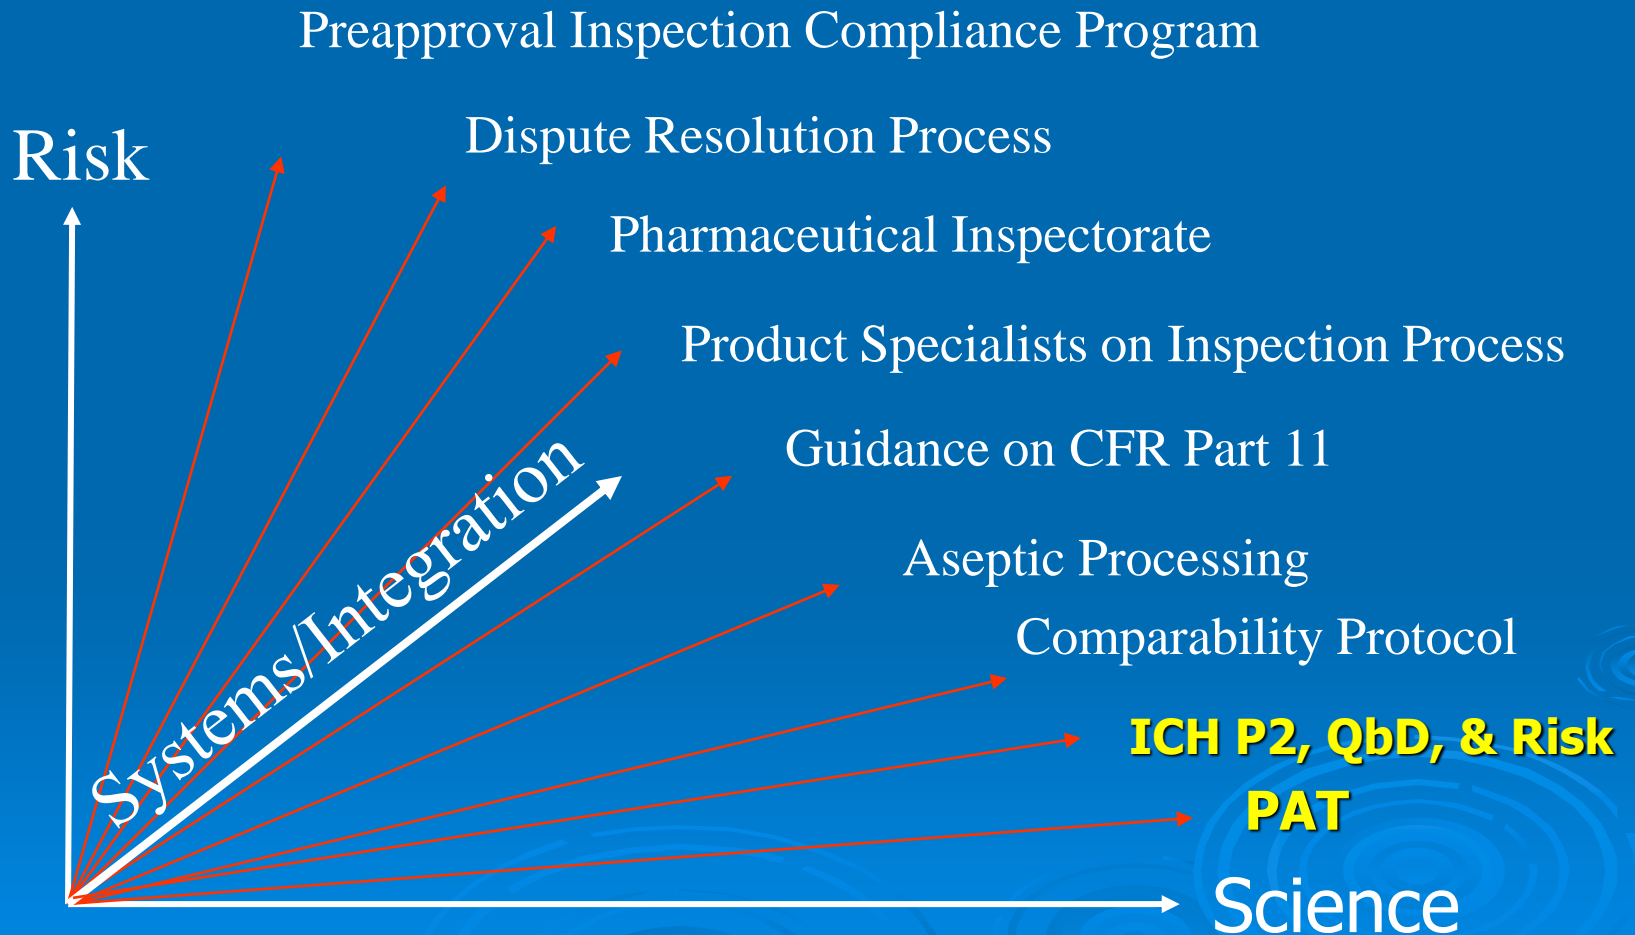 Preapproval Inspection Compliance Program
Dispute Resolution Process
Risk
Pharmaceutical Inspectorate
Product Specialists on Inspection Process
Guidance on CFR Part 11
Systems/Integration
Aseptic Processing
Comparability Protocol
ICH P2, QbD, & Risk
PAT
Science